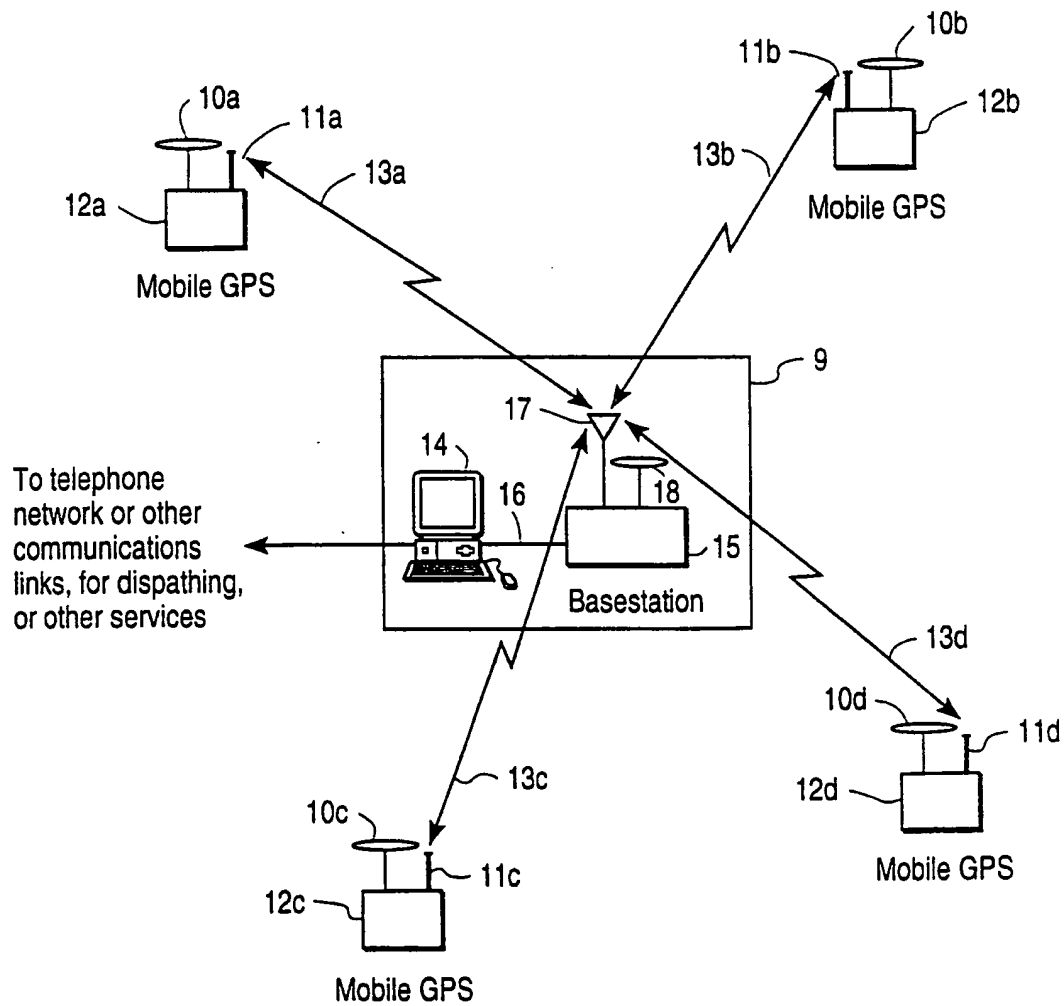 10b
11b
10a
11a
12b
13b
13a
12a
Mobile GPS
Mobile GPS
9
17
14
To telephone
network or other
communications
links, for dispathing,
or other services
16
18
15
Basestation
13d
10d
11d
13c
12d
10c
11c
Mobile GPS
12c
Mobile GPS